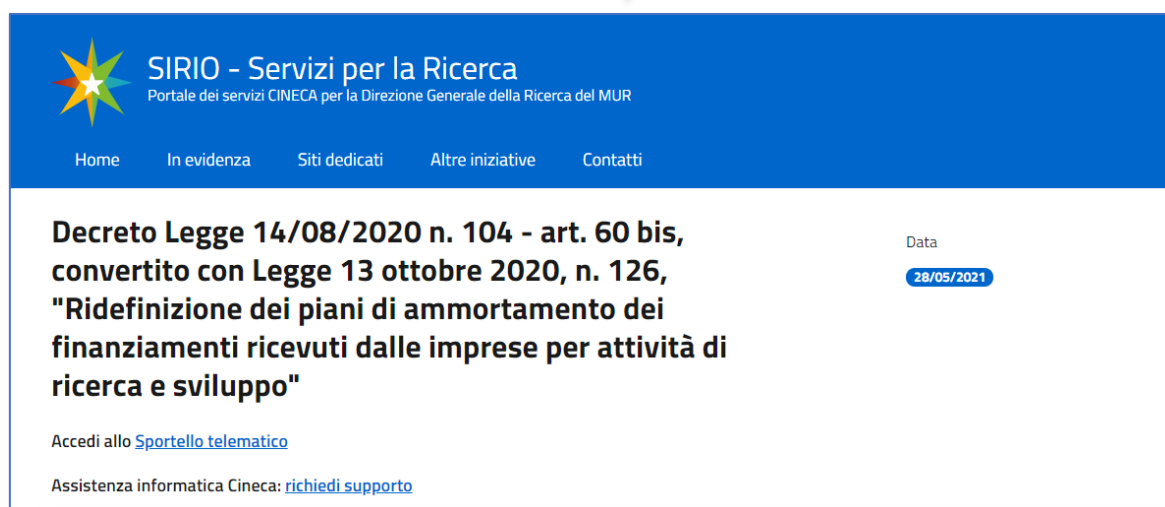 SIRIO - Servizi per la Ricerca
Portale dei servizi CINECA per la Direzione Generale della Ricerca del MUR
Home In evidenza Siti dedicati Altre iniziative Contatti
Decreto Legge 14/08/2020 n. 104 - art. 60 bis,
convertito con Legge 13 ottobre 2020, n. 126,
"Ridefinizione dei piani di ammortamento dei
finanziamenti ricevuti dalle imprese per attività di
ricerca e sviluppo"
Data
28/05/2021
Accedi allo Sportello telematico
Assistenza informatica Cineca: richiedi supporto